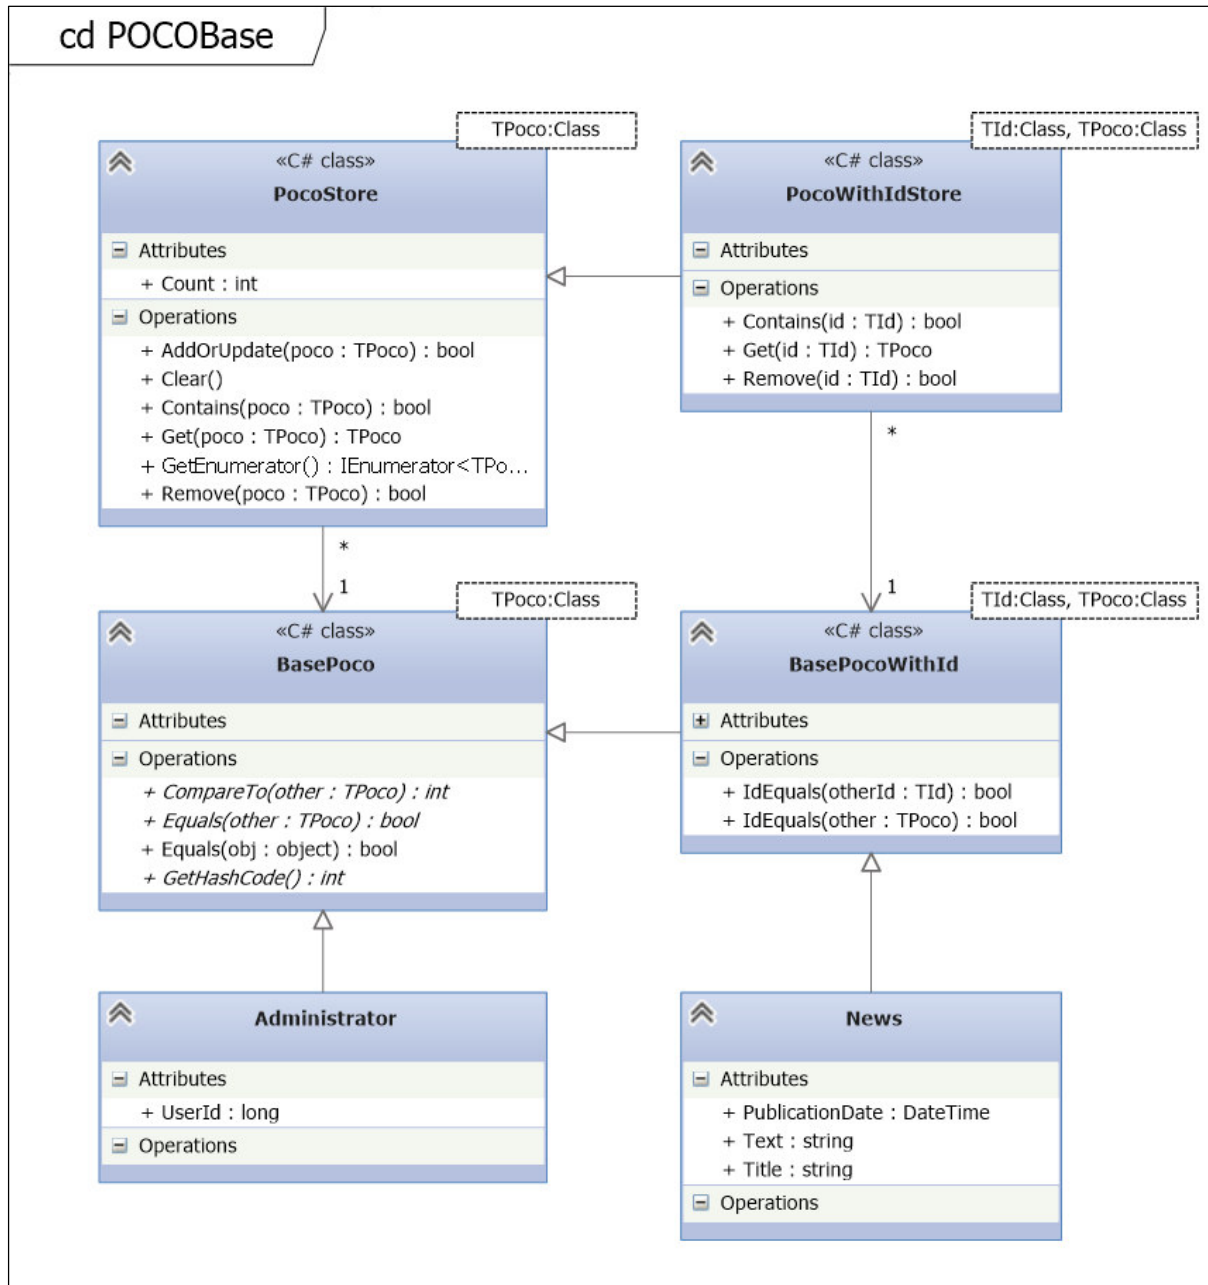 cd POCOBase
TPoco:Class
«C# class»
PocoStore
Attributes
+ Count : int
Operations
+ AddOrUpdate(poco : TPoco) : bool
+ Clear()
+ Contains(poco : TPoco) : bool
+ Get(poco : TPoco) : TPoco
+ GetEnumerator() : IEnumerator<TPo...
+ Remove(poco : TPoco) : bool
TId:Class, TPoco:Class
«C# class»
PocoWithIdStore
Attributes
Operations
+ Contains(id : TId) : bool
+ Get(id : TId) : TPoco
+ Remove(id : TId) : bool
*
1
*
1
TPoco:Class
«C# class»
BasePoco
Attributes
Operations
+ CompareTo(other : TPoco) : int
+ Equals(other : TPoco) : bool
+ Equals(obj : object) : bool
+ GetHashCode() : int
TId:Class, TPoco:Class
«C# class»
BasePocoWithId
Attributes
Operations
+ IdEquals(otherId : TId) : bool
+ IdEquals(other : TPoco) : bool
Administrator
Attributes
+ UserId : long
Operations
News
Attributes
+ PublicationDate : DateTime
+ Text : string
+ Title : string
Operations